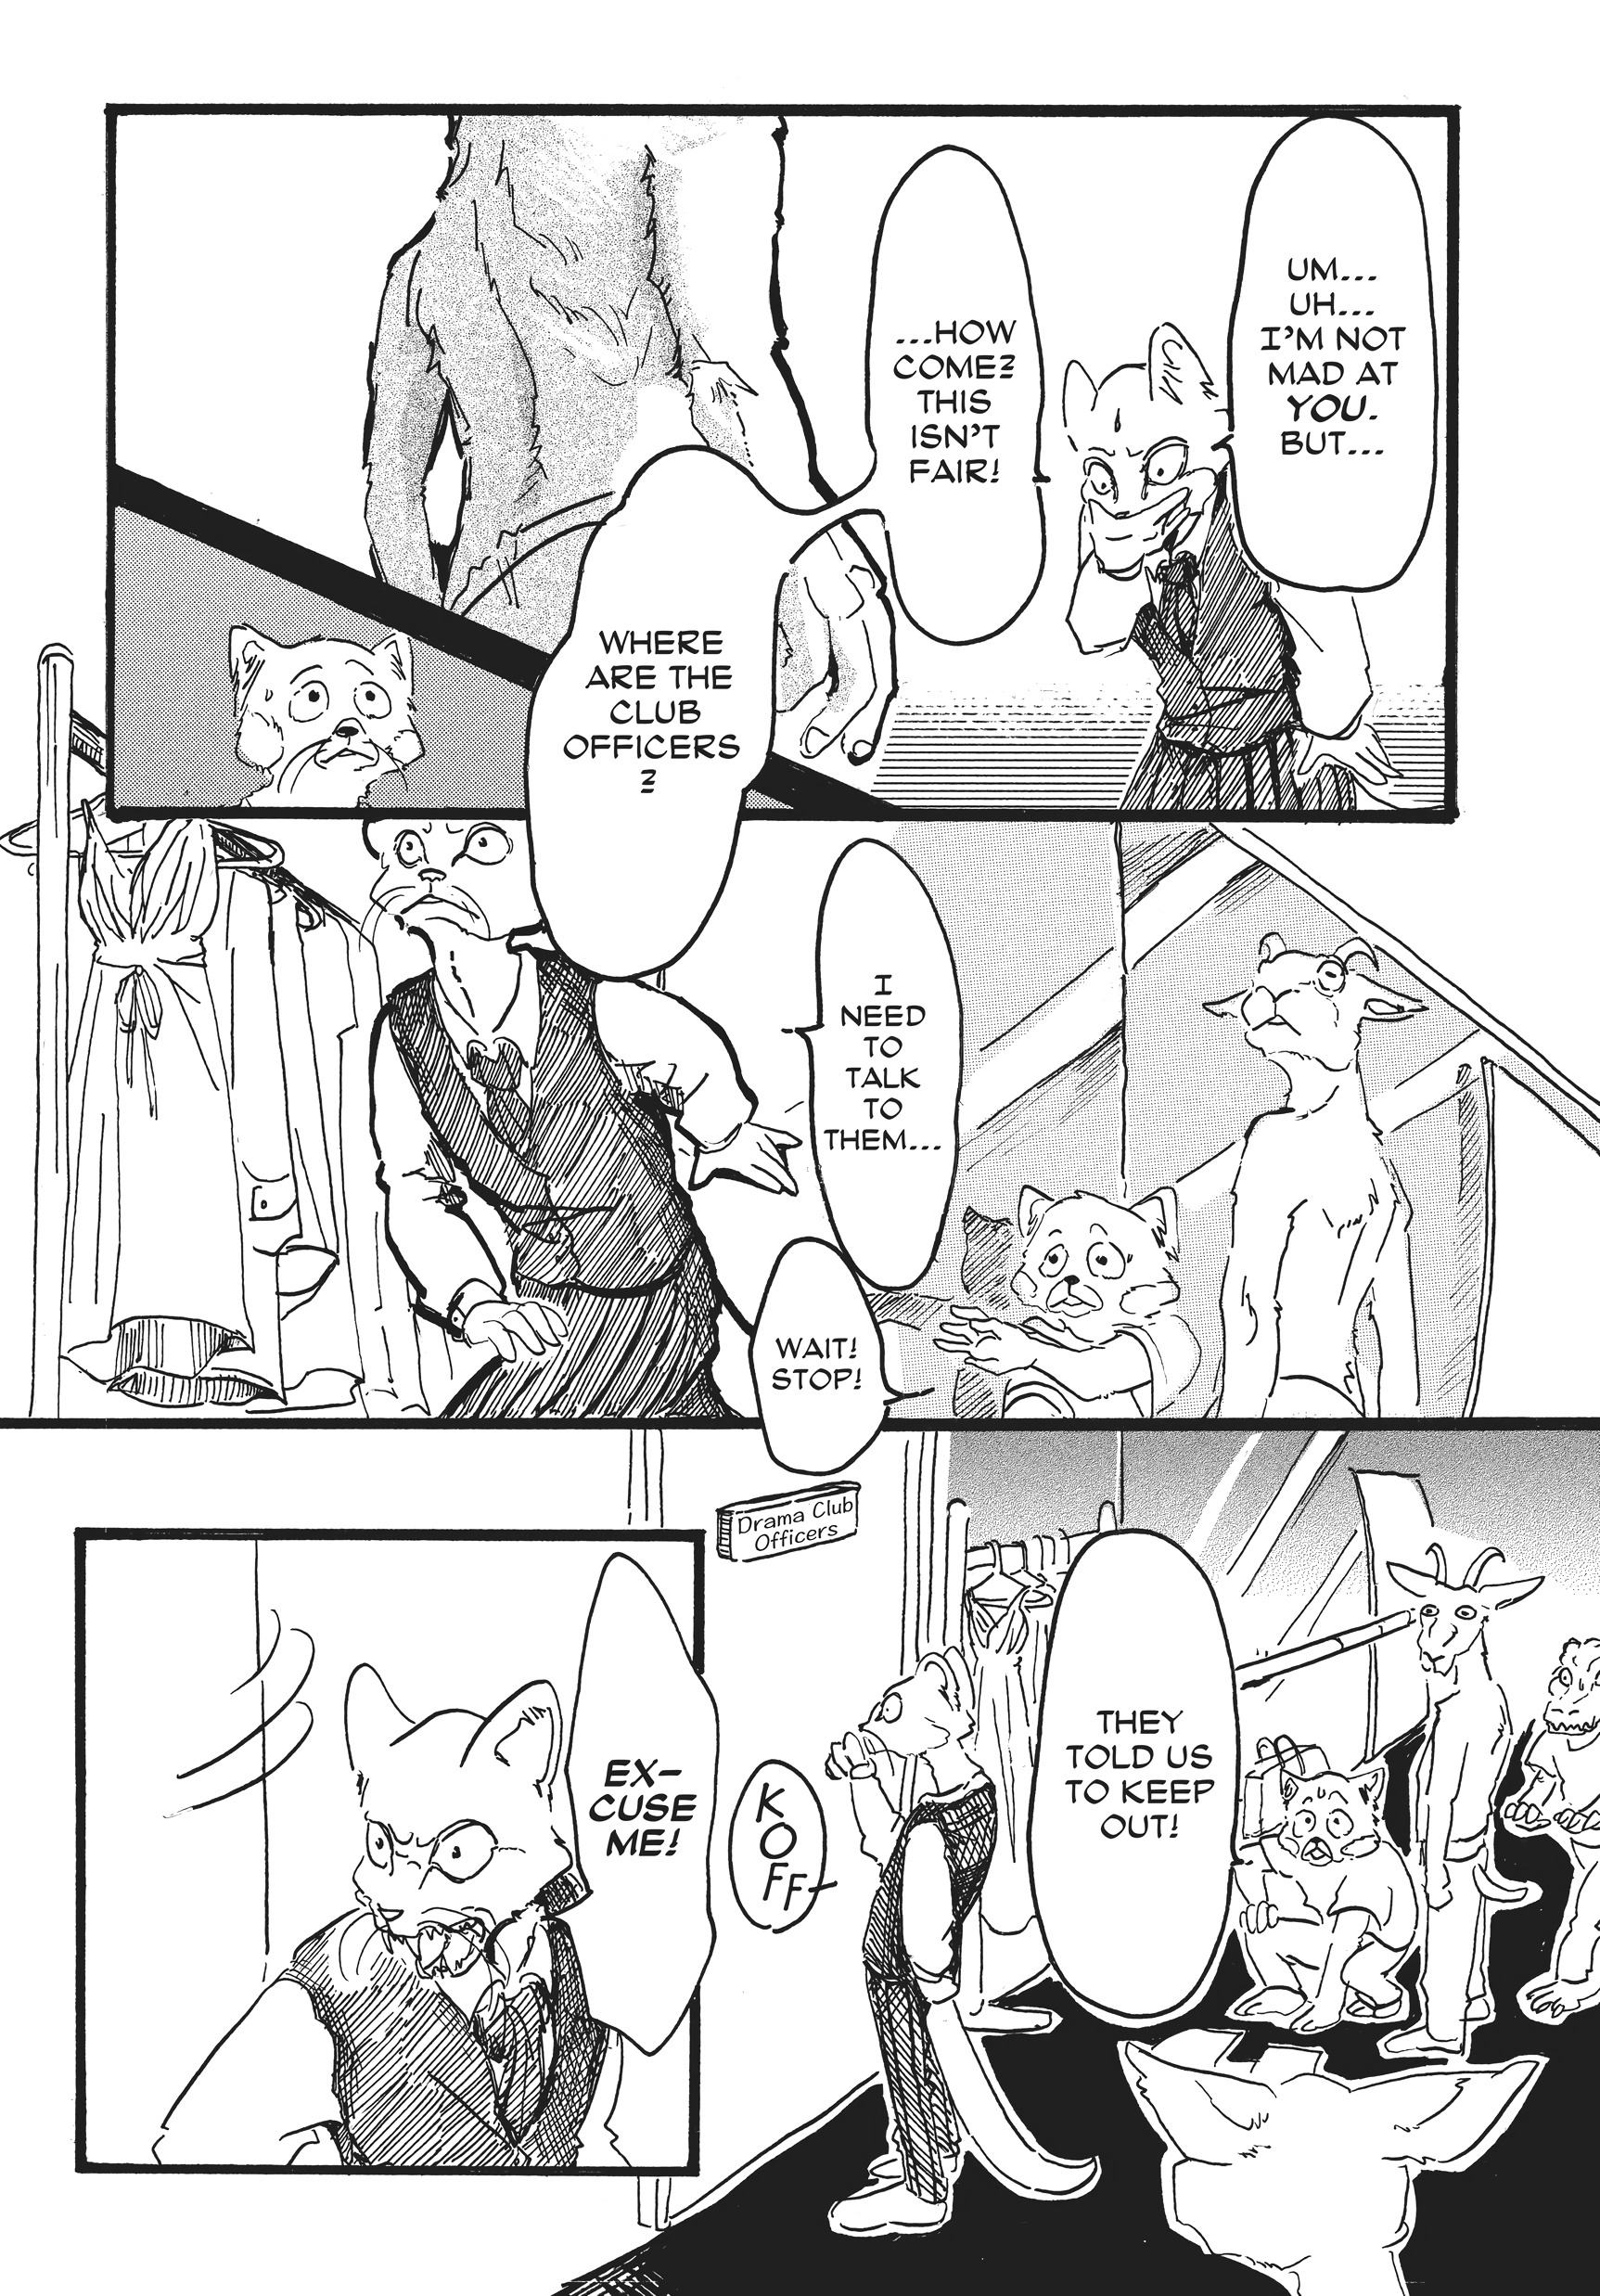 UM...
UH...
I'M NOT
MAD AT
YOU.
BUT...
...HOW
COME?
THIS
ISN'T
FAIR!
WHERE
ARE THE
CLUB
OFFICERS
?
I
NEED
TO
TALK
TO
THEM...
WAIT!
STOP!
THEY
TOLD US
TO KEEP
OUT!
Drama Club
Officers
KOFF
EX-
CUSE
ME!